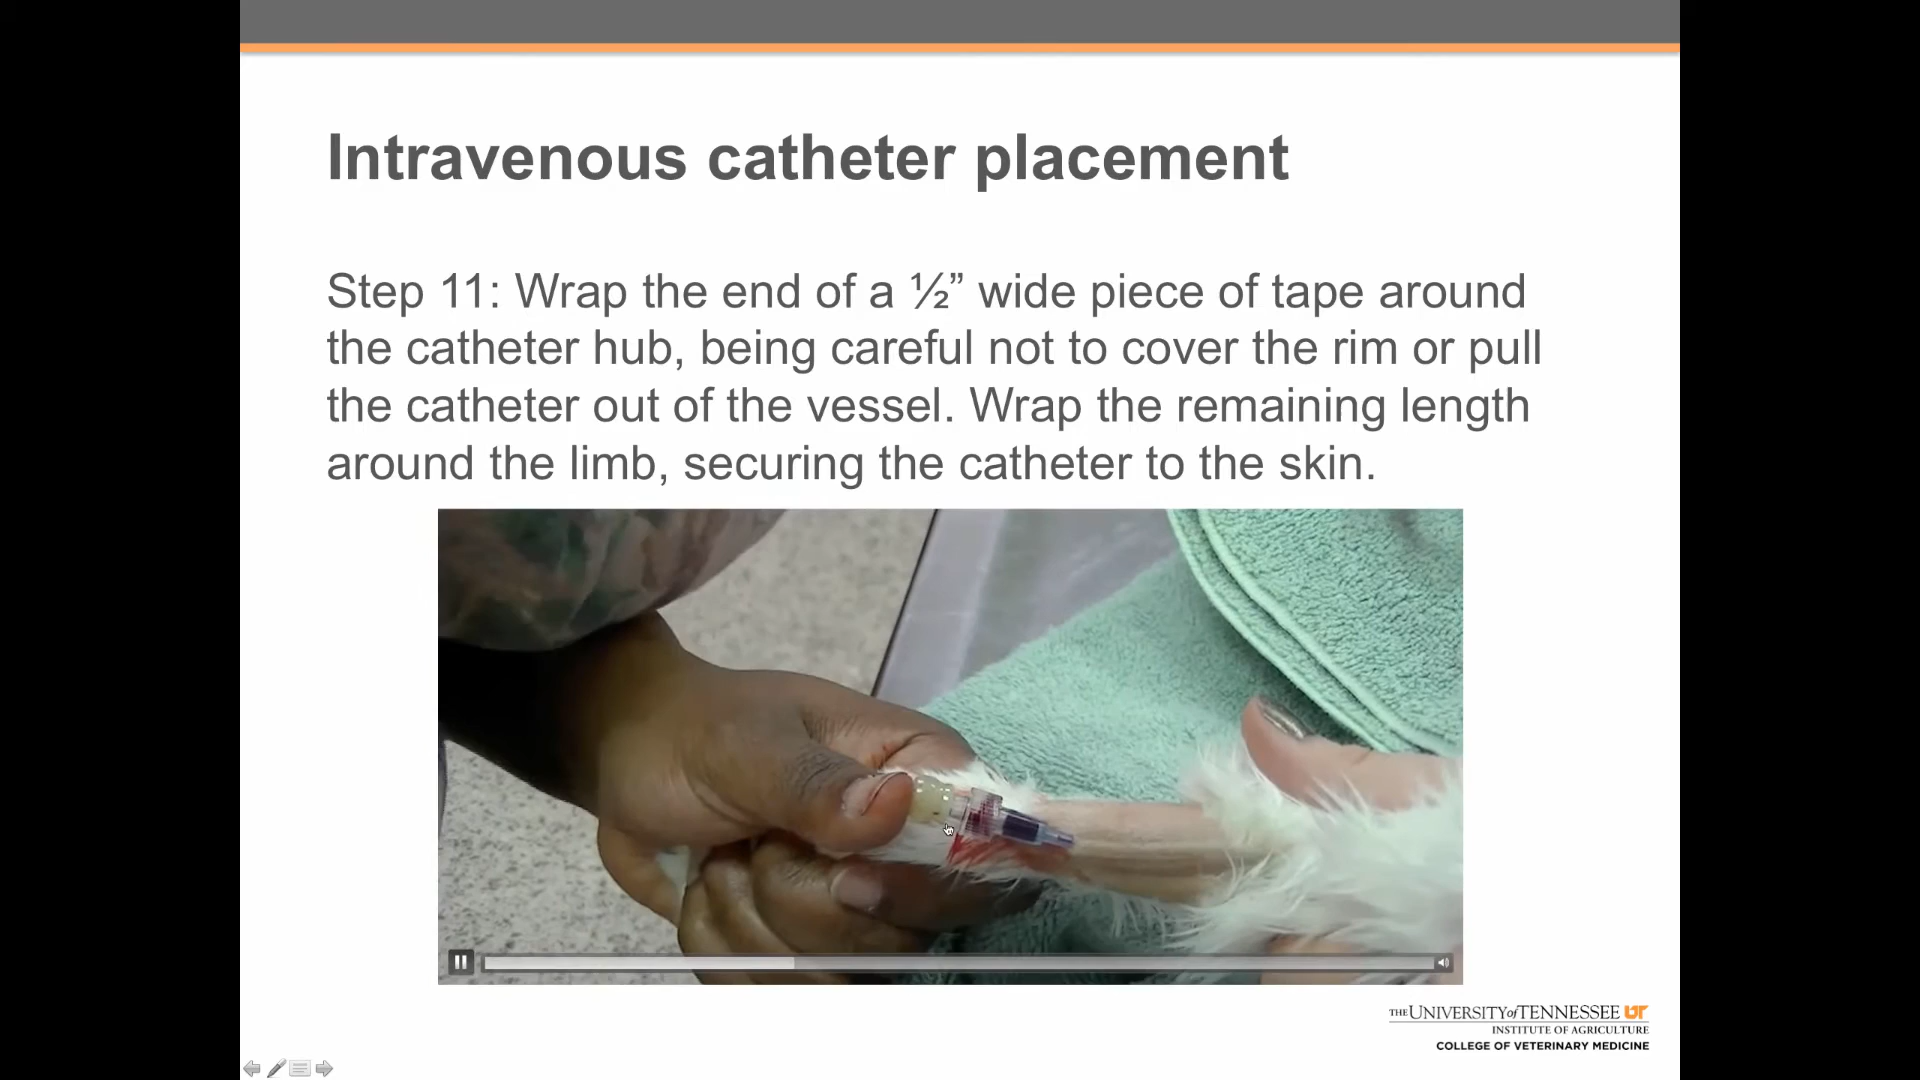 Intravenous catheter placement
Step 11: Wrap the end of a ½” wide piece of tape around
the catheter hub, being careful not to cover the rim or pull
the catheter out of the vessel. Wrap the remaining length
around the limb, securing the catheter to the skin.
THE UNIVERSITY of TENNESSEE UT
INSTITUTE OF AGRICULTURE
COLLEGE OF VETERINARY MEDICINE